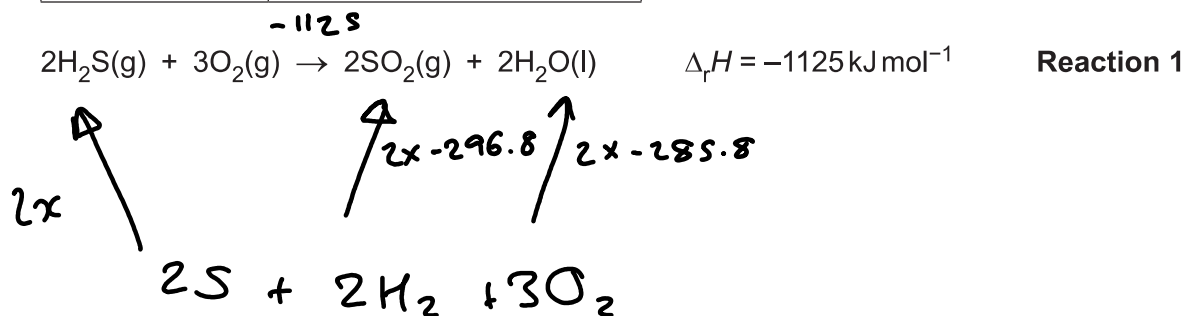 -1125
2H₂S(g) + 3O₂(g) → 2SO₂(g) + 2H₂O(l) ΔᵣH = –1125 kJ mol⁻¹ Reaction 1
2x -296.8 2x -285.8
2x
2S + 2H₂ + 3O₂